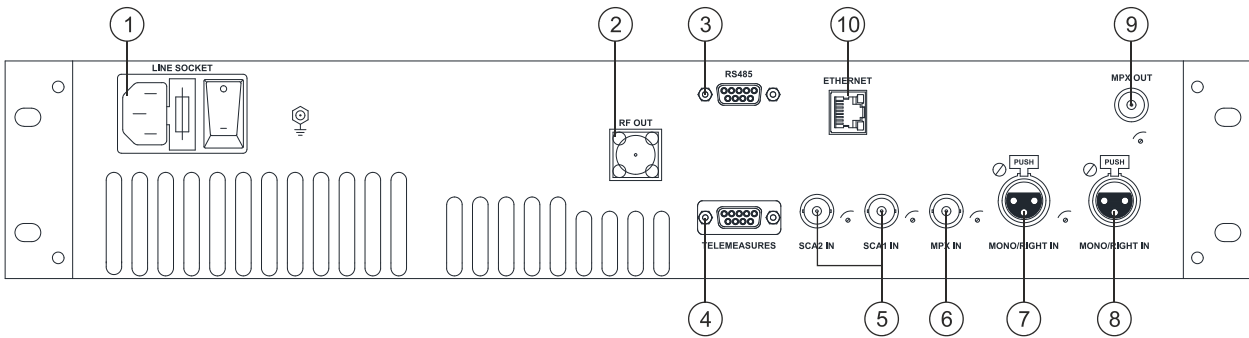 1
2
3
10
9
LINE SOCKET
RS485
ETHERNET
MPX OUT
RF OUT
PUSH
PUSH
TELEMEASURES
SCA2 IN
SCA1 IN
MPX IN
MONO/RIGHT IN
MONO/RIGHT IN
4
5
6
7
8